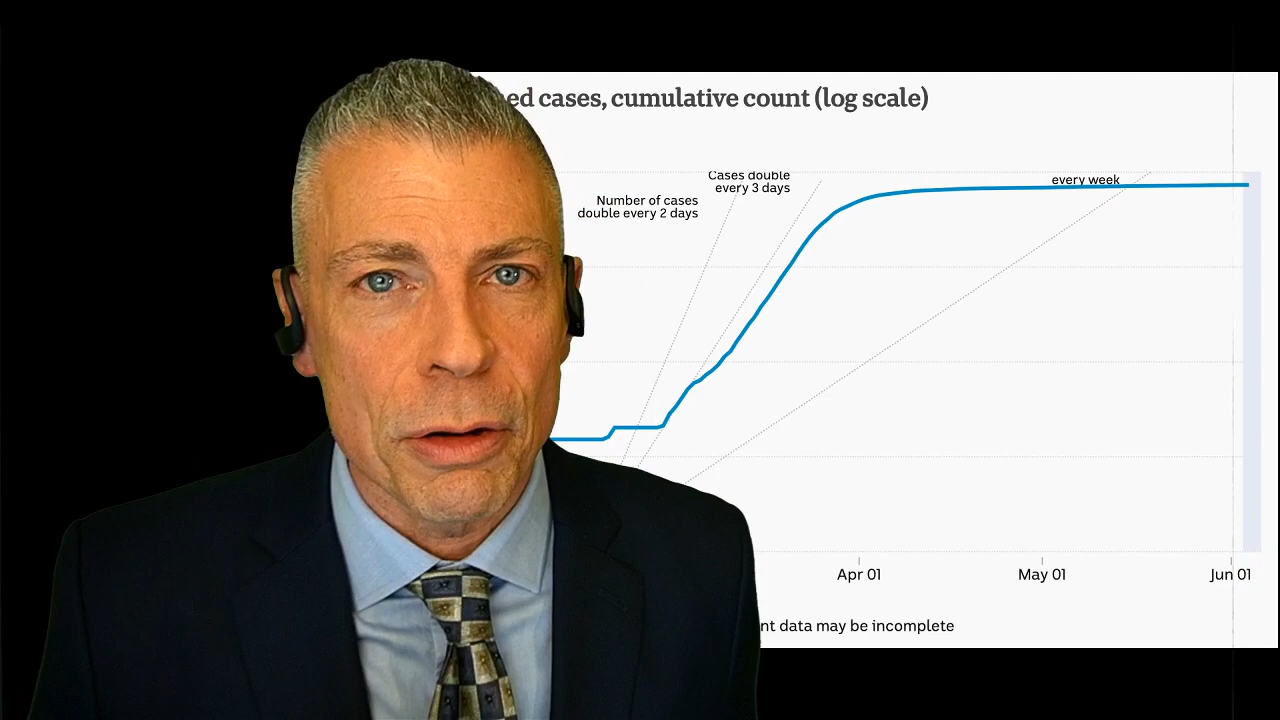 ed cases, cumulative count (log scale)
Cases double
every 3 days
every week
Number of cases
double every 2 days
Apr 01
May 01
Jun 01
nt data may be incomplete